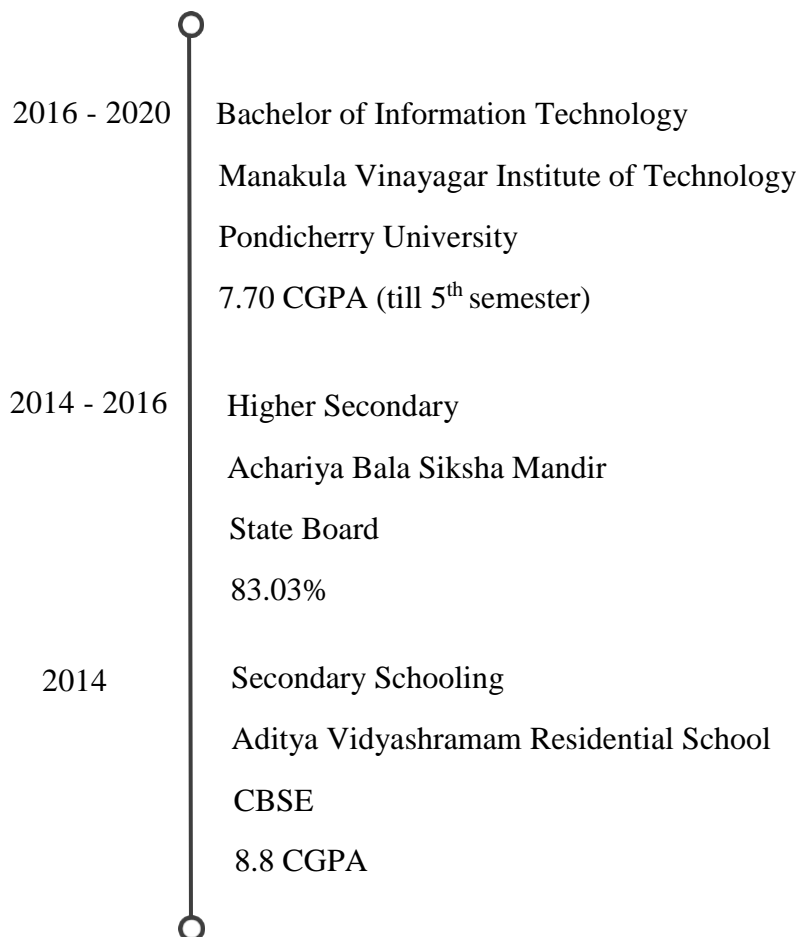 2016 - 2020
Bachelor of Information Technology
Manakula Vinayagar Institute of Technology
Pondicherry University
7.70 CGPA (till 5th semester)
2014 - 2016
Higher Secondary
Achariya Bala Siksha Mandir
State Board
83.03%
2014
Secondary Schooling
Aditya Vidyashramam Residential School
CBSE
8.8 CGPA